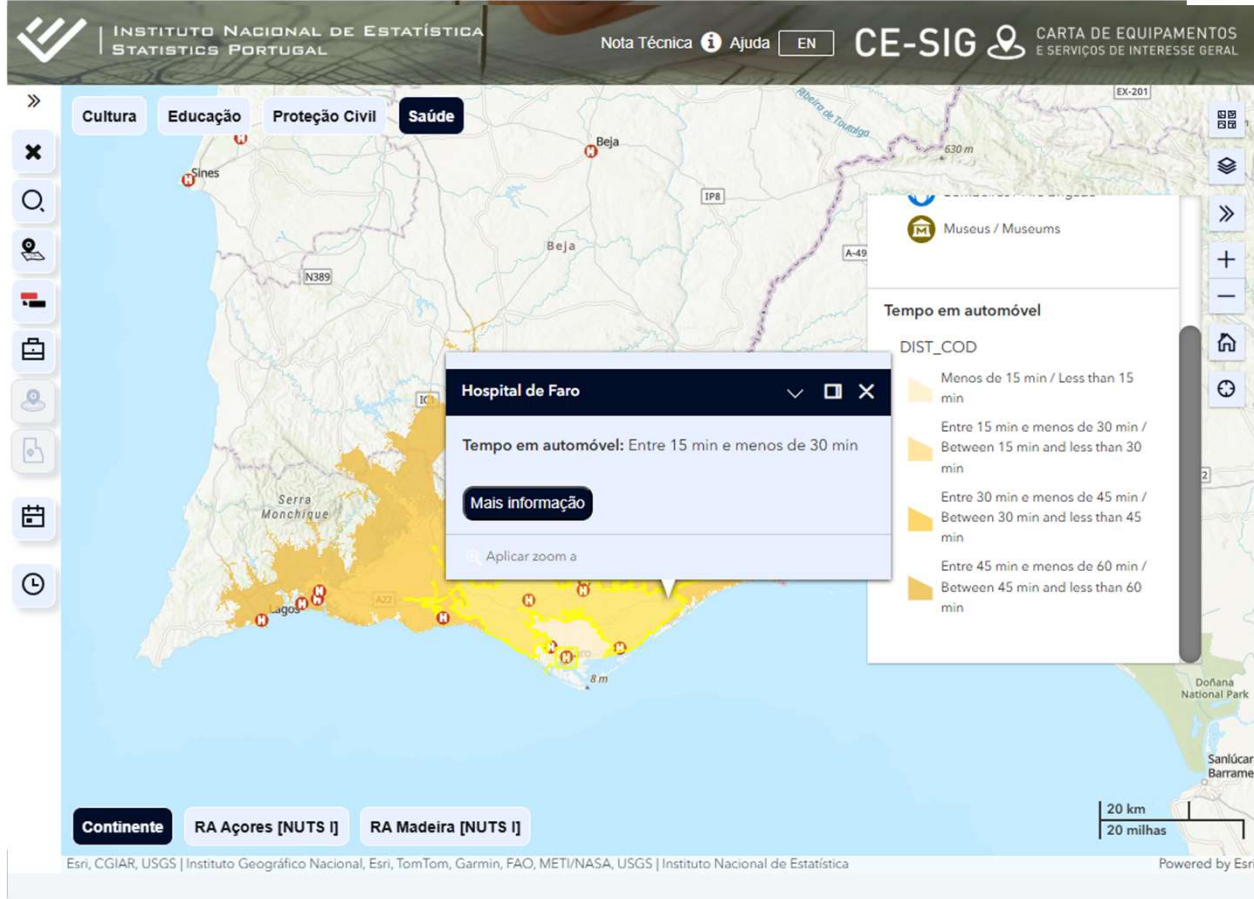 INSTITUTO NACIONAL DE ESTATÍSTICA
STATISTICS PORTUGAL
Nota Técnica i Ajuda EN
CE-SIG
CARTA DE EQUIPAMENTOS
E SERVIÇOS DE INTERESSE GERAL
Cultura
Educação
Proteção Civil
Saúde
EX-201
Ribeira de Toutalga
630 m
Beja
Sines
IP8
Beja
A-49
N389
Museus / Museums
Tempo em automóvel
DIST_COD
Menos de 15 min / Less than 15
min
Entre 15 min e menos de 30 min /
Between 15 min and less than 30
min
Entre 30 min e menos de 45 min /
Between 30 min and less than 45
min
Entre 45 min e menos de 60 min /
Between 45 min and less than 60
min
Hospital de Faro
Tempo em automóvel: Entre 15 min e menos de 30 min
Mais informação
Aplicar zoom a
Serra
Monchique
Lagos
A22
8 m
Doñana
National Park
Sanlúcar
Barrame
20 km
20 milhas
Continente
RA Açores [NUTS I]
RA Madeira [NUTS I]
Esri, CGIAR, USGS | Instituto Geográfico Nacional, Esri, TomTom, Garmin, FAO, METI/NASA, USGS | Instituto Nacional de Estatística
Powered by Esri